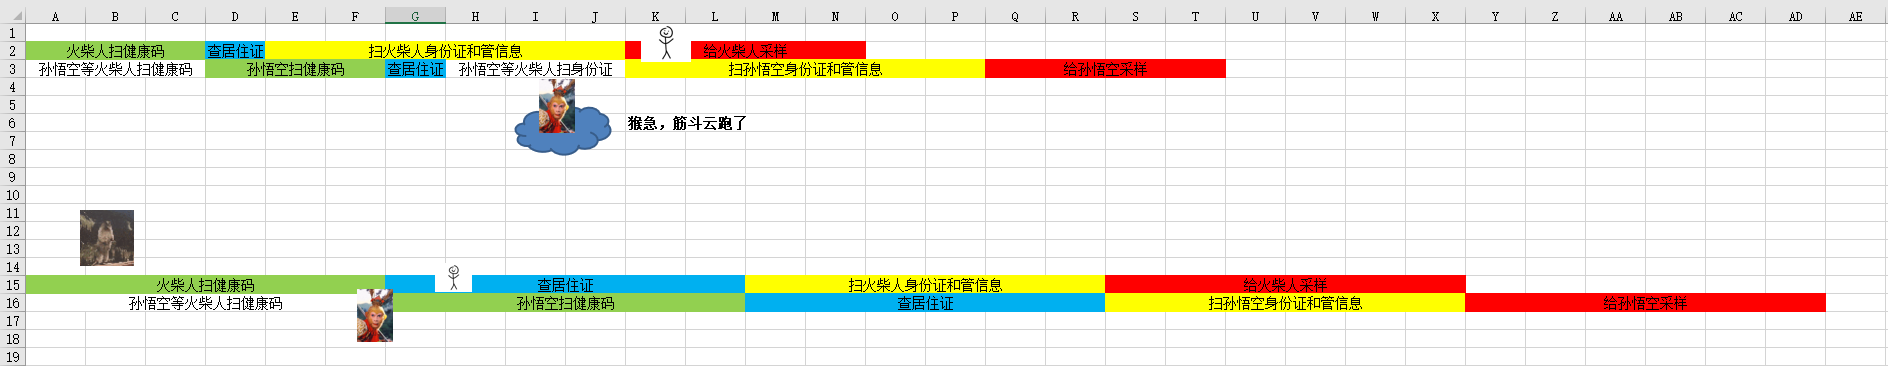 A B C D E F G H I J K L M N O P Q R S T U V W X Y Z AA AB AC AD AE
1
2 火柴人扫健康码 查居住证 扫火柴人身份证和管信息 给火柴人采样
3 孙悟空等火柴人扫健康码 孙悟空扫健康码 查居住证 孙悟空等火柴人扫身份证 扫孙悟空身份证和管信息 给孙悟空采样
4
5
6 猴急，筋斗云跑了
7
8
9
10
11
12
13
14
15 火柴人扫健康码 查居住证 扫火柴人身份证和管信息 给火柴人采样
16 孙悟空等火柴人扫健康码 孙悟空扫健康码 查居住证 扫孙悟空身份证和管信息 给孙悟空采样
17
18
19